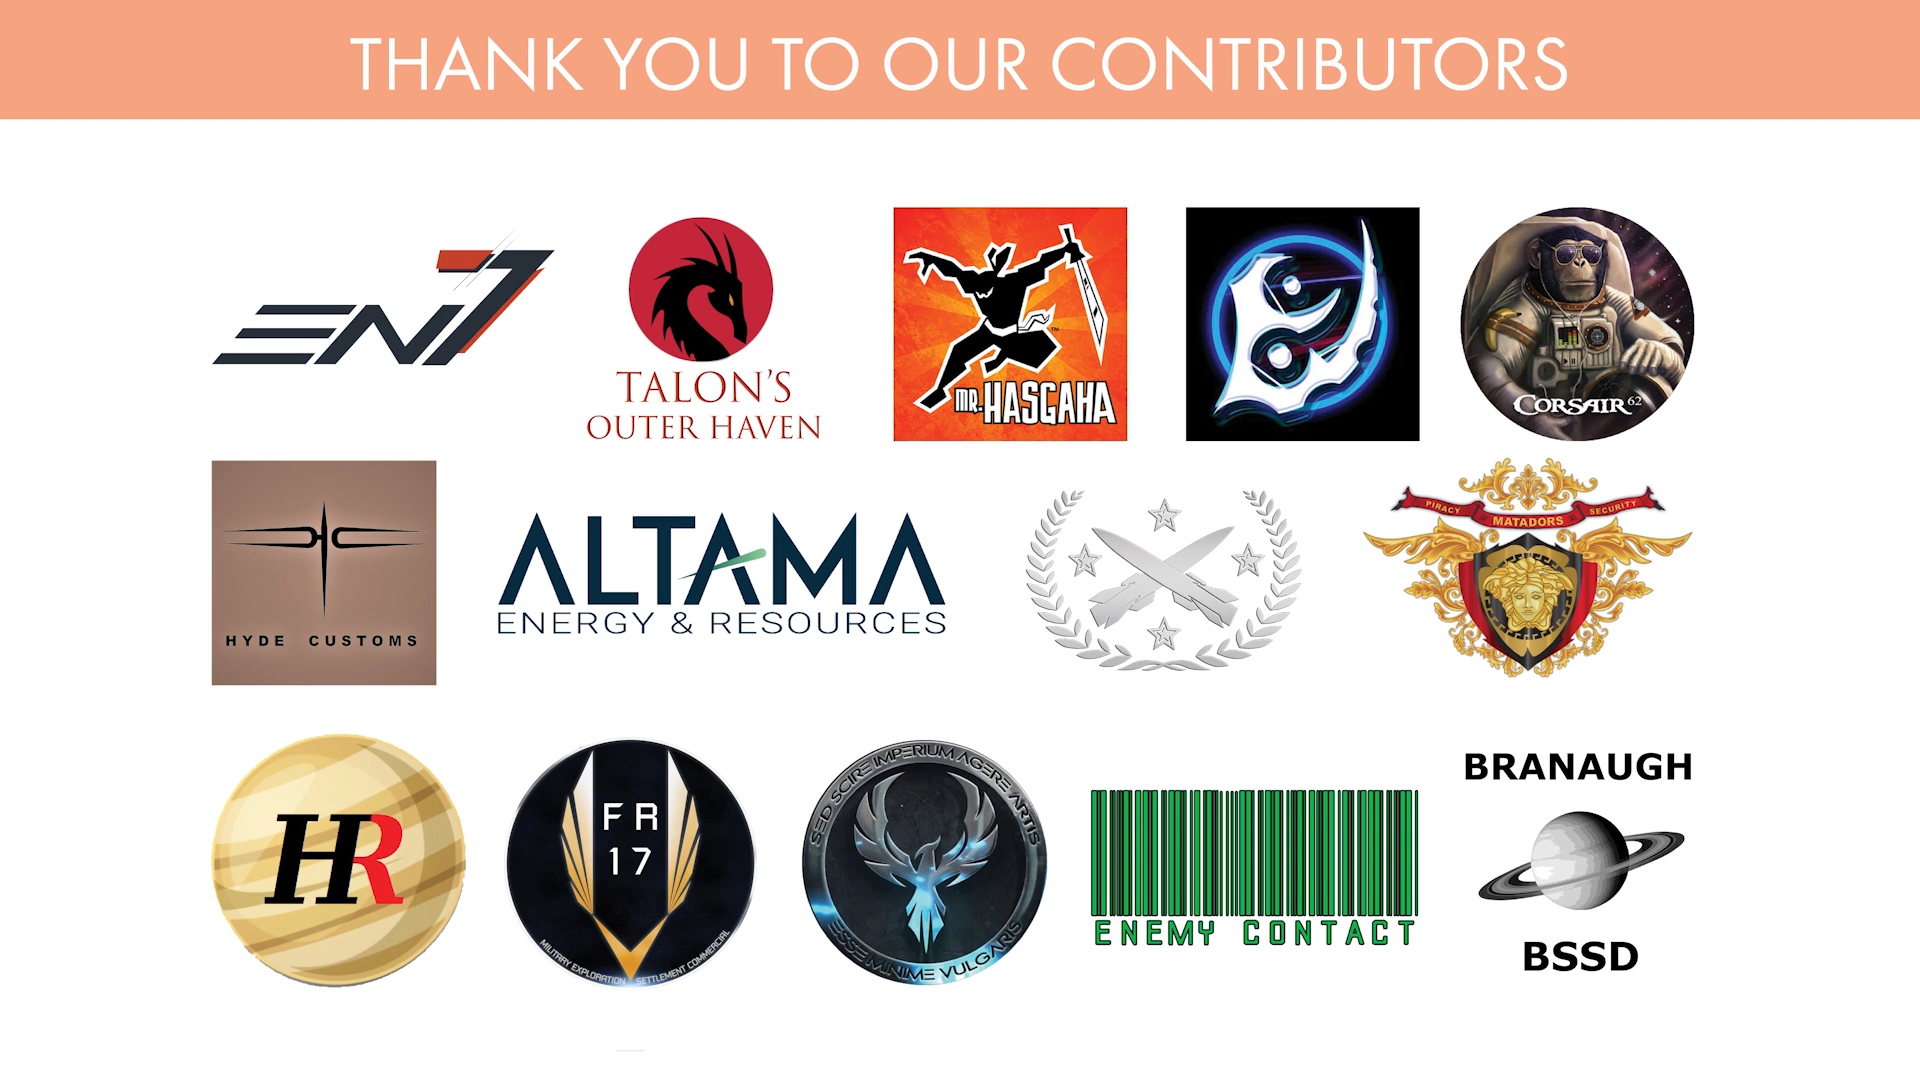 THANK YOU TO OUR CONTRIBUTORS
TALON'S
OUTER HAVEN
MR. HASGAHA
™
CORSAIR 62
HYDE CUSTOMS
ALTAMA
ENERGY & RESOURCES
PIRACY MATADORS SECURITY
HR
FR
17
MILITARY EXPLORATION SETTLEMENT COMMERCIAL
SED SCIRE IMPERIUM AGERE ARTIS
ESSE MINIME VULGARIS
ENEMY CONTACT
BRANAUGH
BSSD